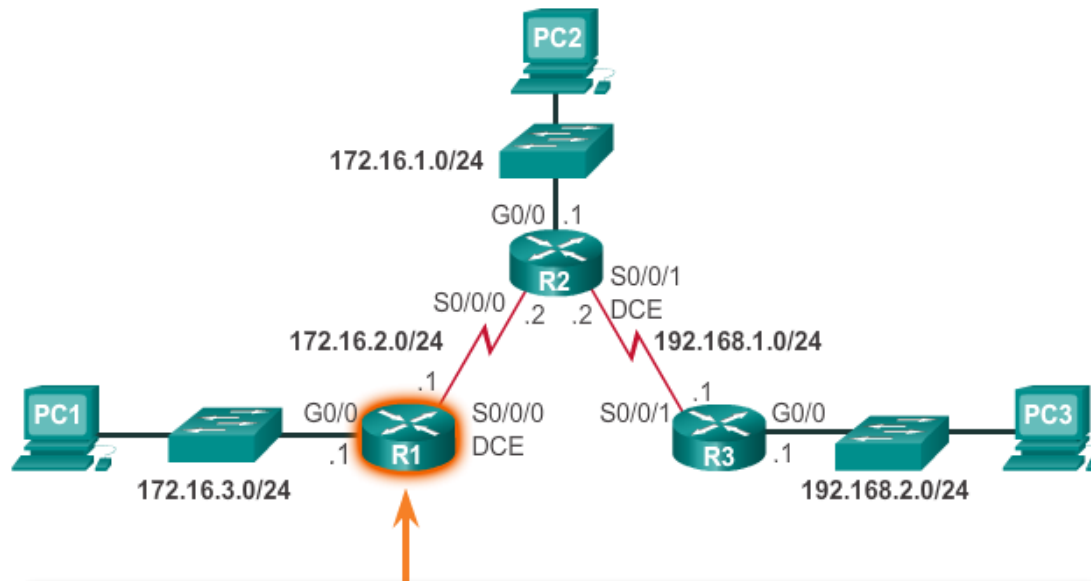 PC2
172.16.1.0/24
G0/0 .1
R2
S0/0/1
DCE
S0/0/0
.2 .2
172.16.2.0/24
192.168.1.0/24
.1
.1
PC1
G0/0
S0/0/0
DCE
.1
R1
S0/0/1
G0/0
R3
.1
PC3
172.16.3.0/24
192.168.2.0/24